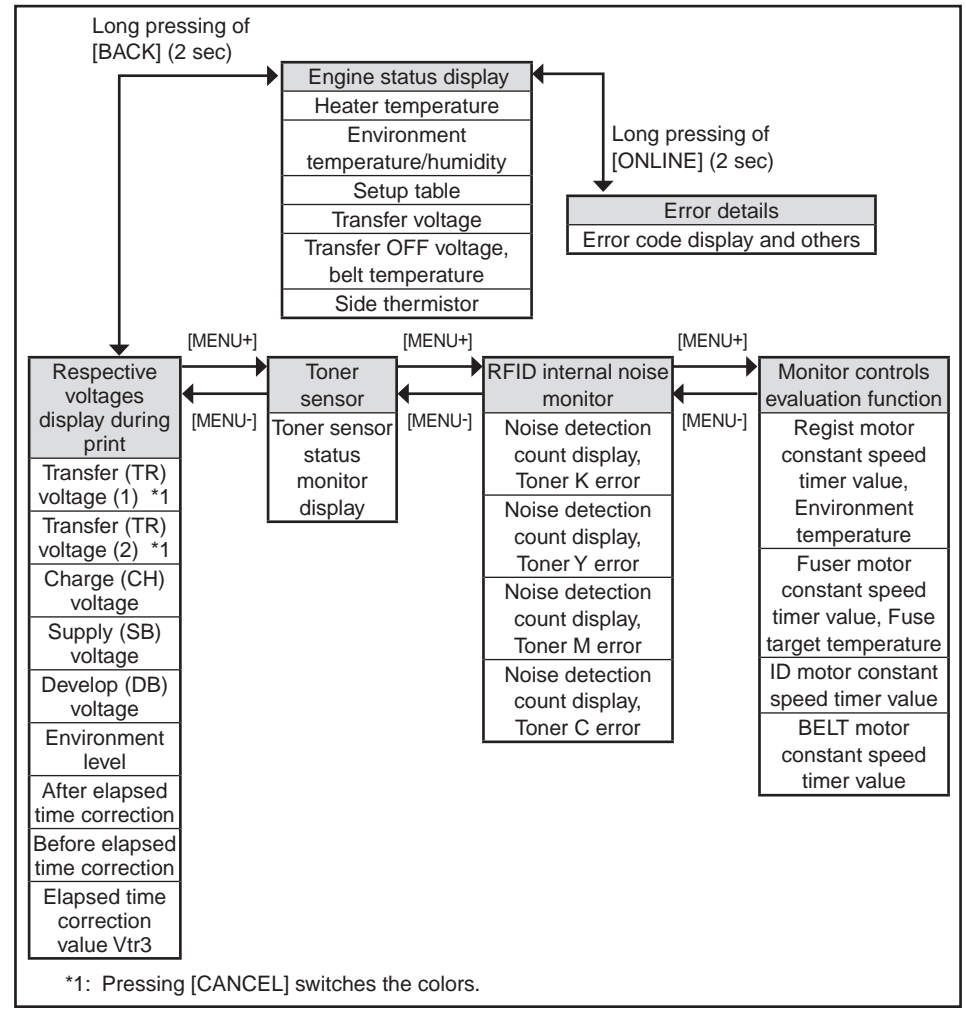 Long pressing of
[BACK] (2 sec)
Engine status display
Heater temperature
Environment
temperature/humidity
Setup table
Transfer voltage
Transfer OFF voltage,
belt temperature
Side thermistor
Long pressing of
[ONLINE] (2 sec)
Error details
Error code display and others
[MENU+]
[MENU+]
[MENU+]
[MENU-]
[MENU-]
[MENU-]
Respective
voltages
display during
print
Transfer (TR)
voltage (1) *1
Transfer (TR)
voltage (2) *1
Charge (CH)
voltage
Supply (SB)
voltage
Develop (DB)
voltage
Environment
level
After elapsed
time correction
Before elapsed
time correction
Elapsed time
correction
value Vtr3
Toner
sensor
Toner sensor
status
monitor
display
RFID internal noise
monitor
Noise detection
count display,
Toner K error
Noise detection
count display,
Toner Y error
Noise detection
count display,
Toner M error
Noise detection
count display,
Toner C error
Monitor controls
evaluation function
Regist motor
constant speed
timer value,
Environment
temperature
Fuser motor
constant speed
timer value, Fuse
target temperature
ID motor constant
speed timer value
BELT motor
constant speed
timer value
*1: Pressing [CANCEL] switches the colors.